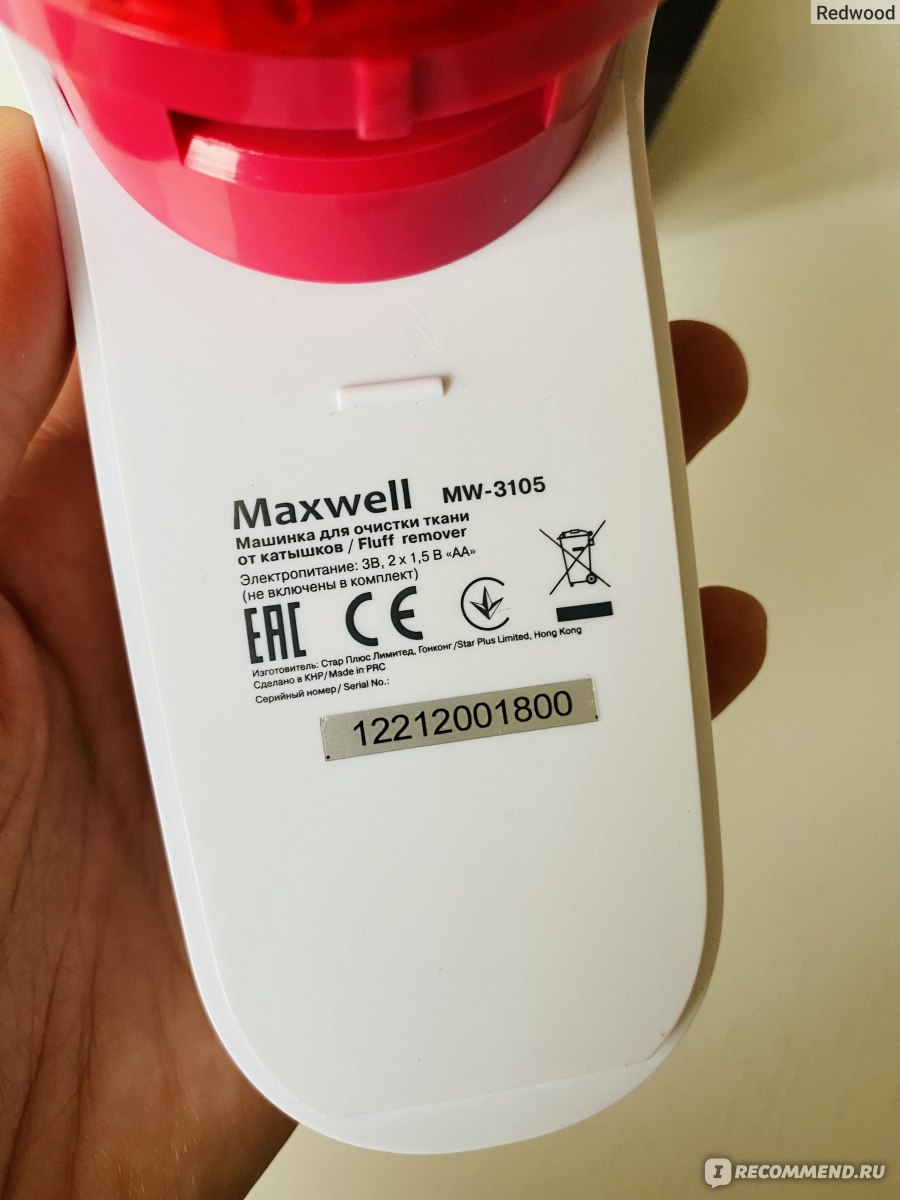 Redwood
Maxwell MW-3105
Машинка для очистки ткани
от катышков / Fluff remover
Электропитание: 3В, 2 x 1,5 В «АА»
(не включены в комплект)
EAC CE
Изготовитель: Стар Плюс Лимитед, Гонконг /Star Plus Limited, Hong Kong
Сделано в КНР/ Made in PRC
Серийный номер/ Serial No.:
12212001800
IRECOMMEND.RU